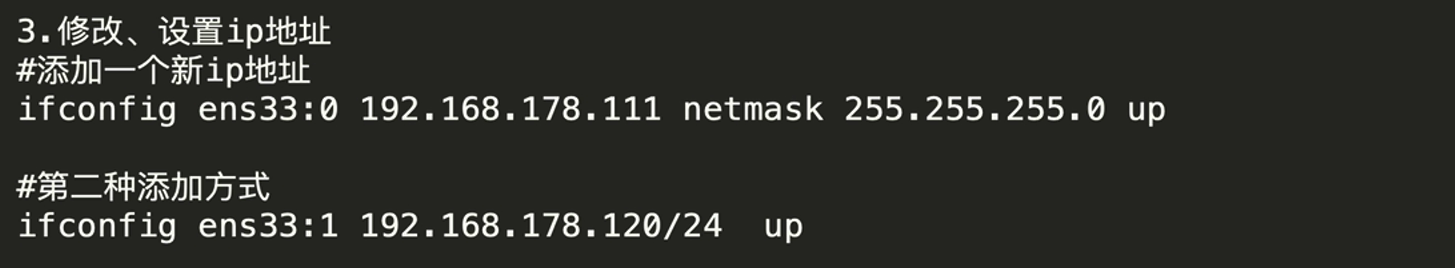 3.修改、设置ip地址
#添加一个新ip地址
ifconfig ens33:0 192.168.178.111 netmask 255.255.255.0 up
#第二种添加方式
ifconfig ens33:1 192.168.178.120/24  up